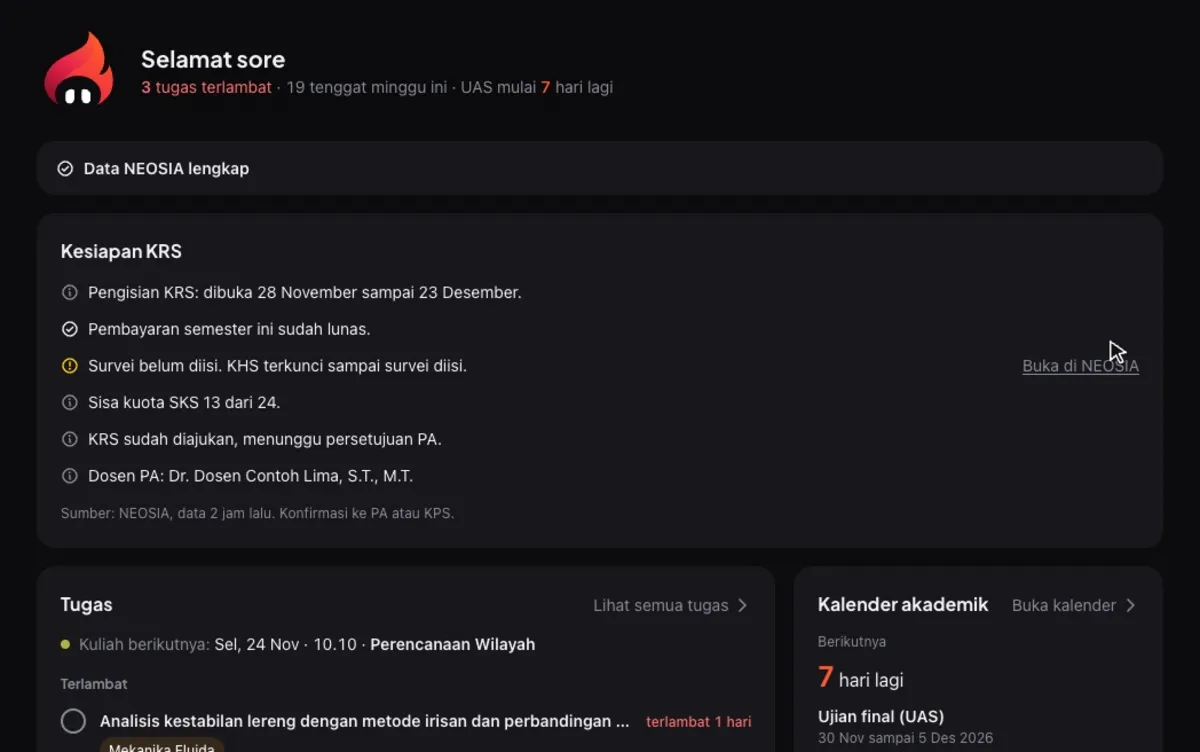 Selamat sore
3 tugas terlambat · 19 tenggat minggu ini · UAS mulai 7 hari lagi
Data NEOSIA lengkap
Kesiapan KRS
Pengisian KRS: dibuka 28 November sampai 23 Desember.
Pembayaran semester ini sudah lunas.
Survei belum diisi. KHS terkunci sampai survei diisi.
Buka di NEOSIA
Sisa kuota SKS 13 dari 24.
KRS sudah diajukan, menunggu persetujuan PA.
Dosen PA: Dr. Dosen Contoh Lima, S.T., M.T.
Sumber: NEOSIA, data 2 jam lalu. Konfirmasi ke PA atau KPS.
Tugas
Lihat semua tugas
Kuliah berikutnya: Sel, 24 Nov · 10.10 · Perencanaan Wilayah
Terlambat
Analisis kestabilan lereng dengan metode irisan dan perbandingan ...
terlambat 1 hari
Mekanika Fluida
Kalender akademik
Buka kalender
Berikutnya
7 hari lagi
Ujian final (UAS)
30 Nov sampai 5 Des 2026